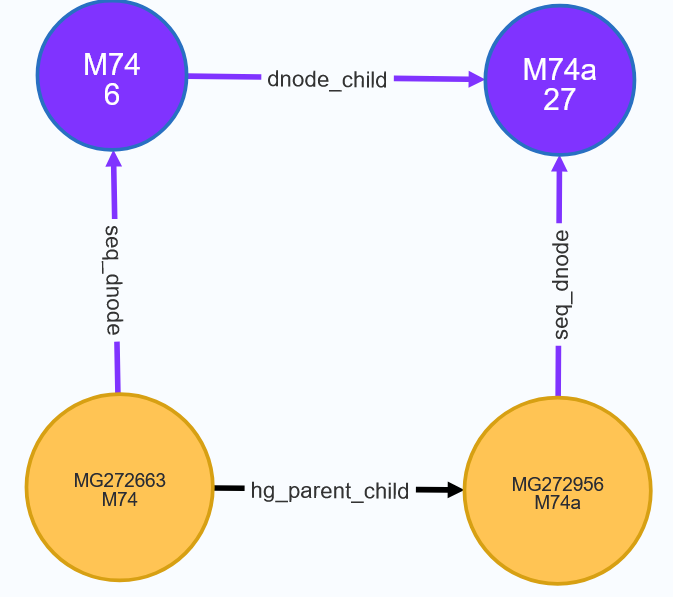 M74
6
dnode_child
M74a
27
seq_dnode
seq_dnode
MG272663
M74
hg_parent_child
MG272956
M74a